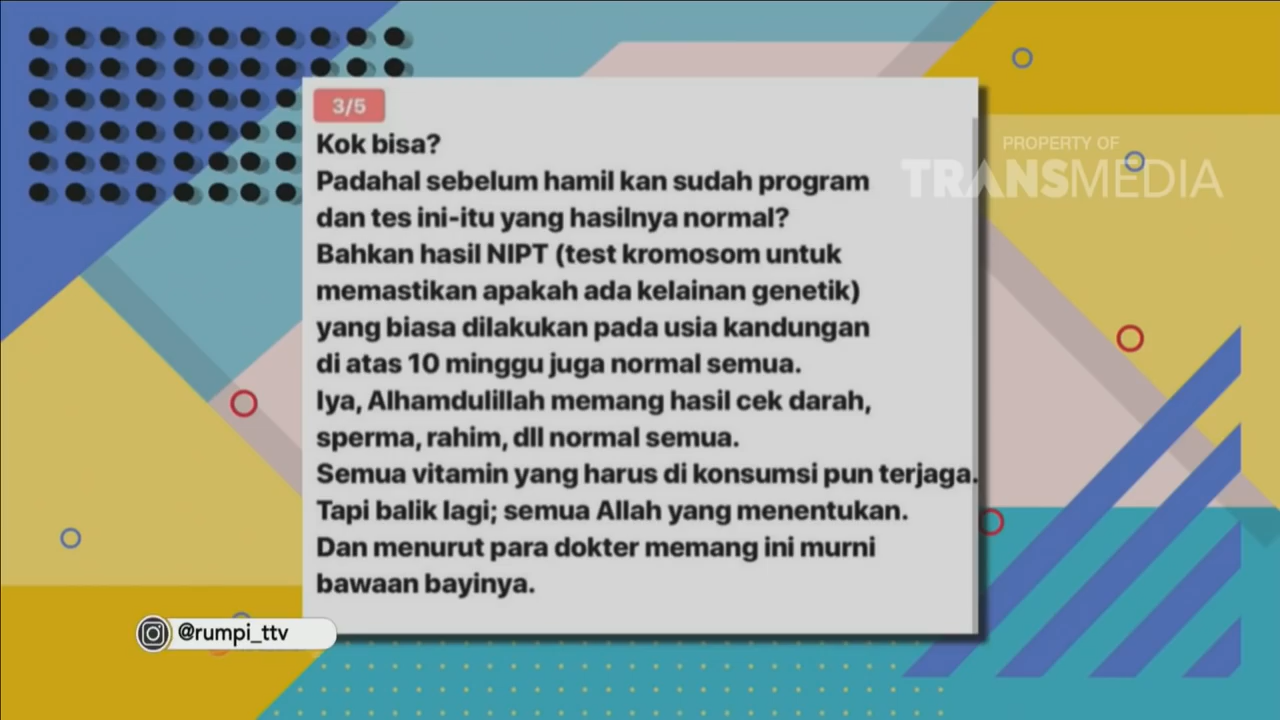 3/5
Kok bisa?
Padahal sebelum hamil kan sudah program
dan tes ini-itu yang hasilnya normal?
Bahkan hasil NIPT (test kromosom untuk
memastikan apakah ada kelainan genetik)
yang biasa dilakukan pada usia kandungan
di atas 10 minggu juga normal semua.
Iya, Alhamdulillah memang hasil cek darah,
sperma, rahim, dll normal semua.
Semua vitamin yang harus di konsumsi pun terjaga.
Tapi balik lagi; semua Allah yang menentukan.
Dan menurut para dokter memang ini murni
bawaan bayinya.
PROPERTY OF
TRANSMEDIA
@rumpi_ttv